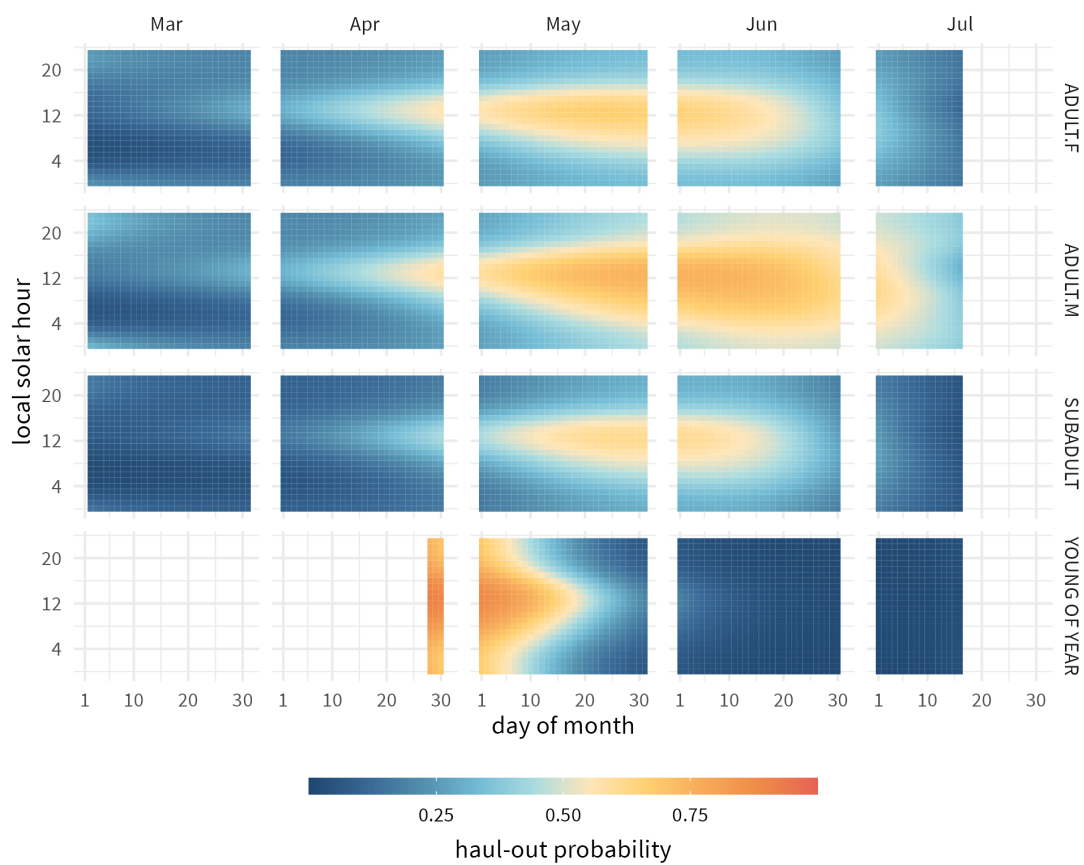 Mar Apr May Jun Jul
20
12
4
ADULT.F
20
12
4
ADULT.M
20
12
4
SUBADULT
20
12
4
YOUNG OF YEAR
local solar hour
1 10 20 30 1 10 20 30 1 10 20 30 1 10 20 30 1 10 20 30
day of month
0.25 0.50 0.75
haul-out probability